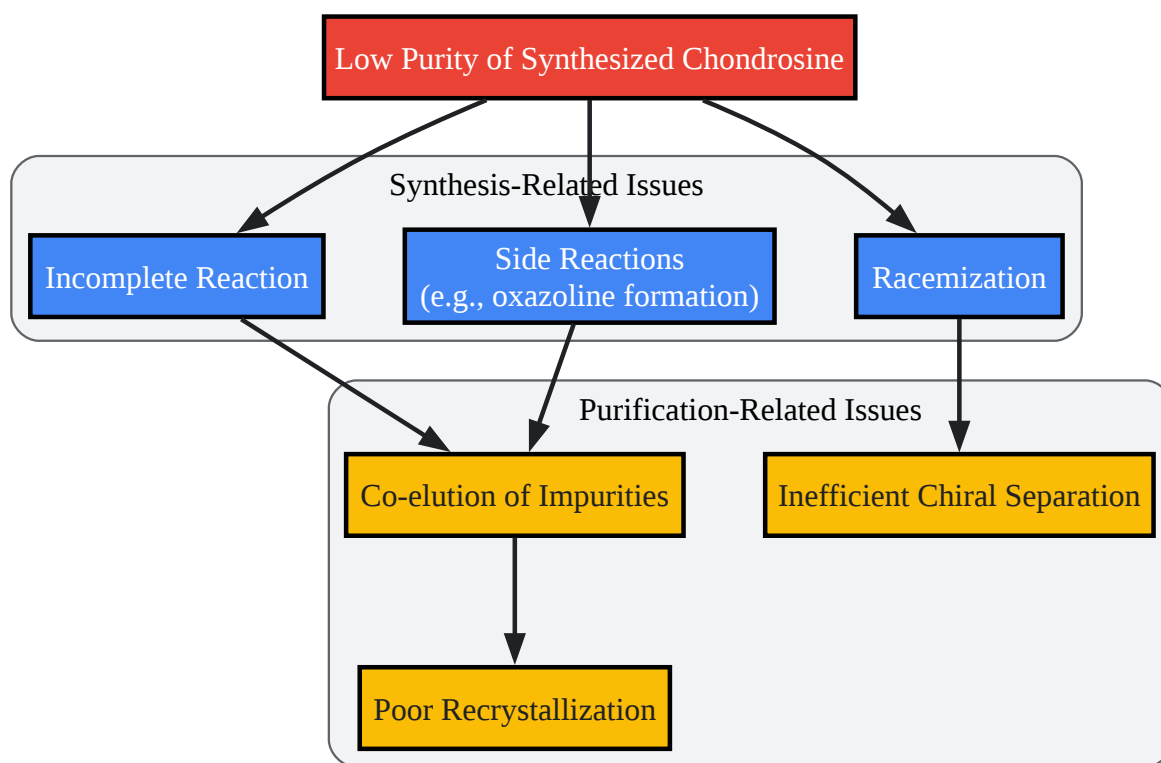 Low Purity of Synthesized Chondrosine
Synthesis-Related Issues
Incomplete Reaction
Side Reactions
(e.g., oxazoline formation)
Racemization
Purification-Related Issues
Co-elution of Impurities
Inefficient Chiral Separation
Poor Recrystallization